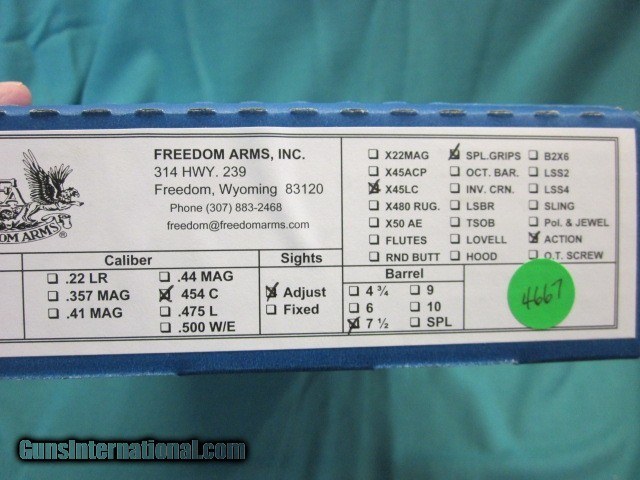 FREEDOM ARMS, INC.
314 HWY. 239
Freedom, Wyoming 83120
Phone (307) 883-2468
freedom@freedomarms.com
FA
DOM ARMS®
X22MAG SPL.GRIPS B2X6
X45ACP OCT. BAR. LSS2
X45LC INV. CRN. LSS4
X480 RUG. LSBR SLING
X50 AE TSOB Pol. & JEWEL
FLUTES LOVELL ACTION
RND BUTT HOOD O.T. SCREW
Caliber
.22 LR .44 MAG
.357 MAG 454 C
.41 MAG .475 L
.500 W/E
Sights
Adjust
Fixed
Barrel
4 ¾ 9
6 10
7 ½ SPL
4667
GunsInternational.com